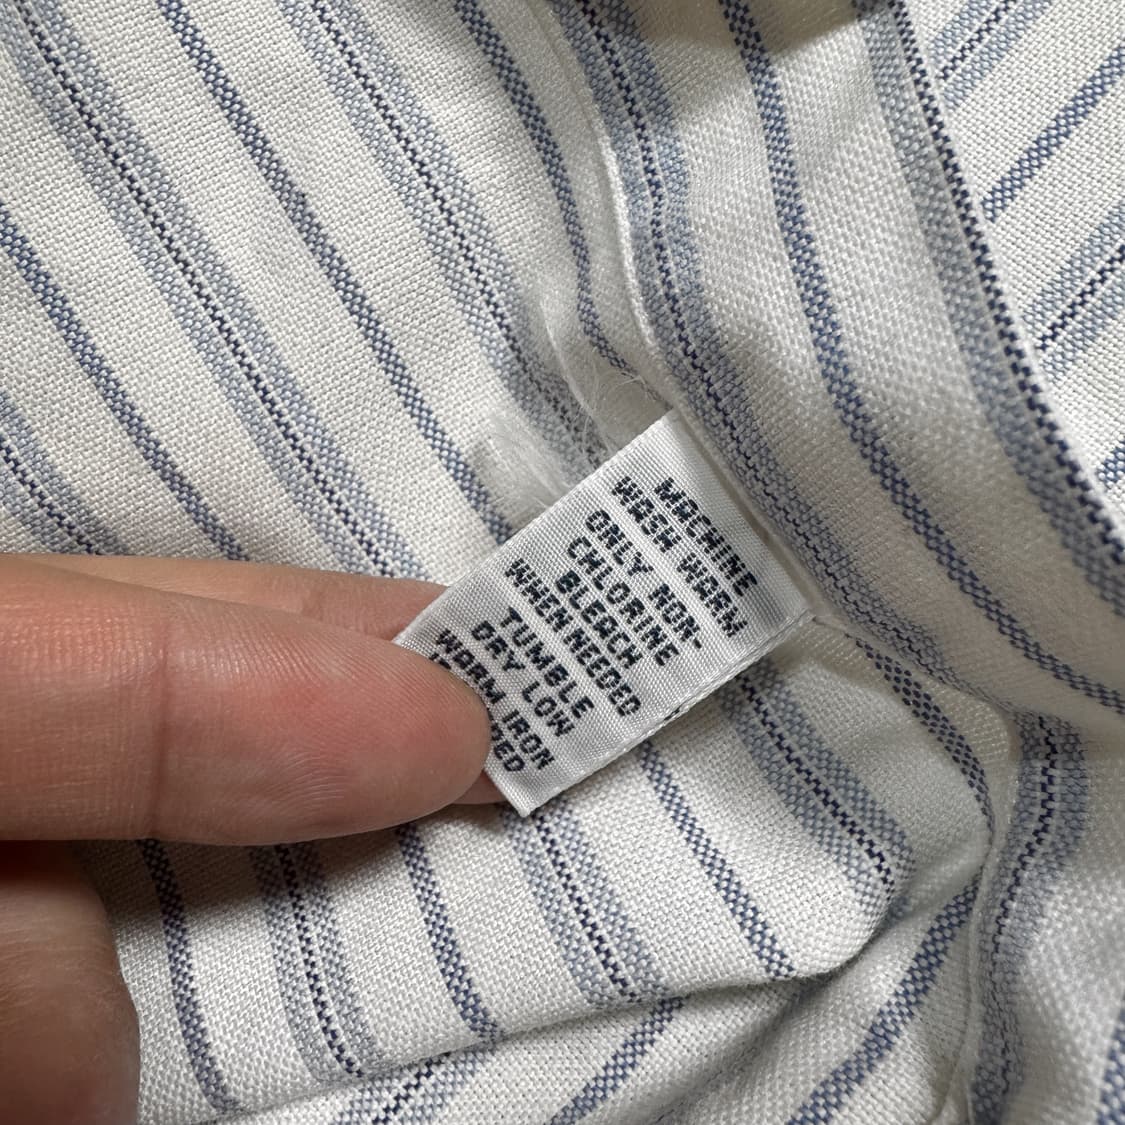 MACHINE
WASH WARM
ONLY NON-
CHLORINE
BLEACH
WHEN NEEDED
TUMBLE
DRY LOW
WARM IRON